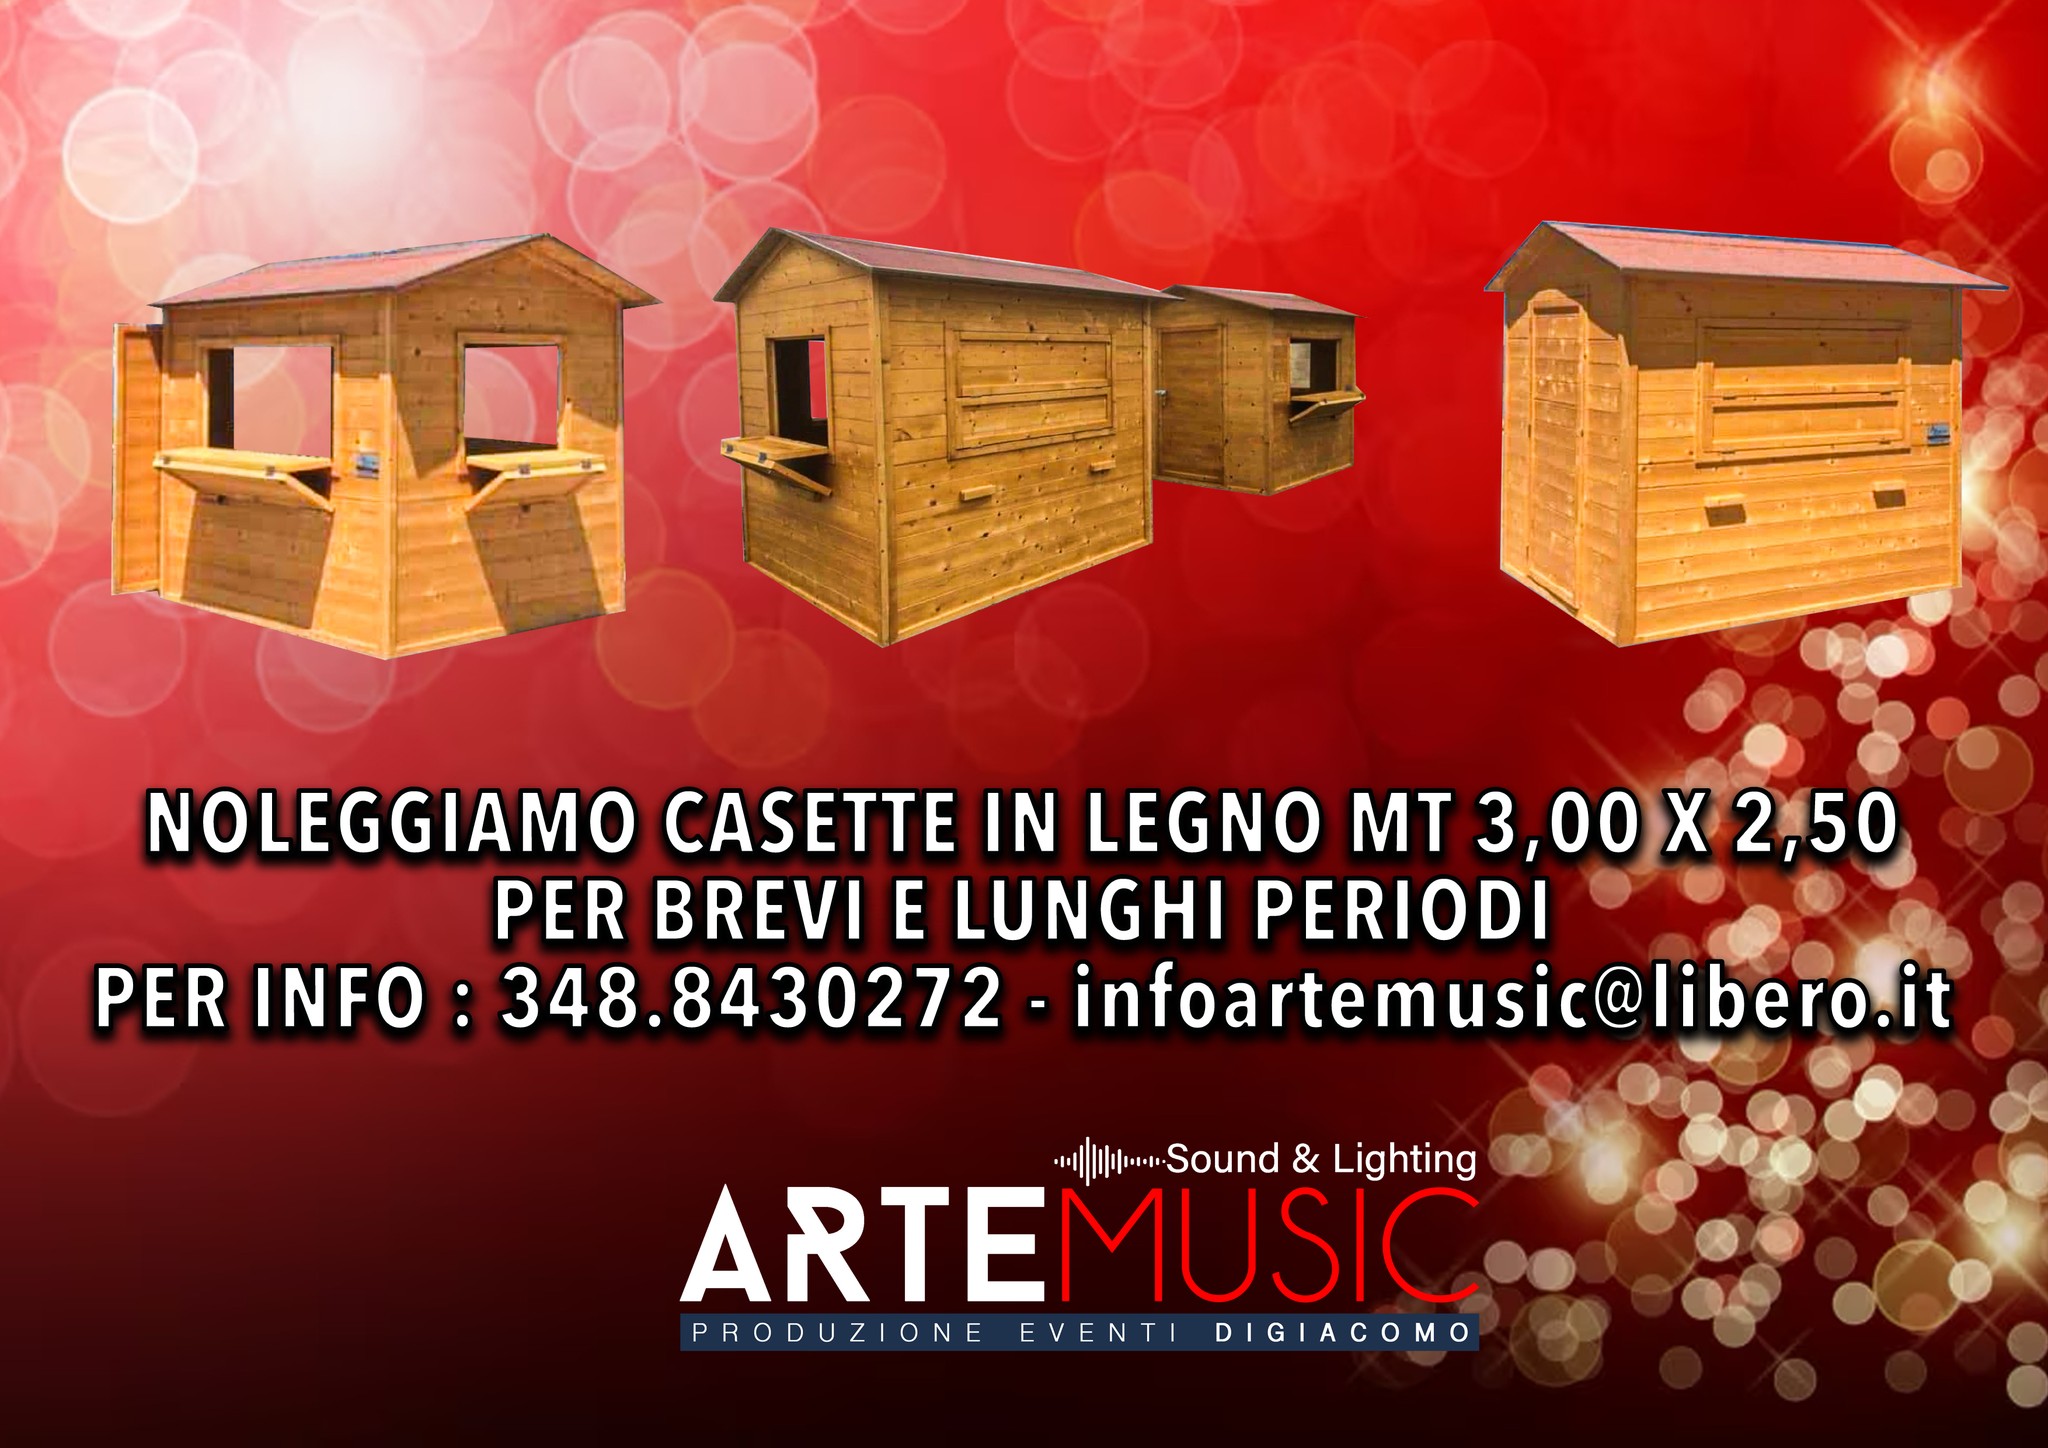 NOLEGGIAMO CASETTE IN LEGNO MT 3,00 X 2,50
PER BREVI E LUNGHI PERIODI
PER INFO : 348.8430272 - infoartemusic@libero.it
Sound & Lighting
ARTEMUSIC
PRODUZIONE EVENTI DIGIACOMO